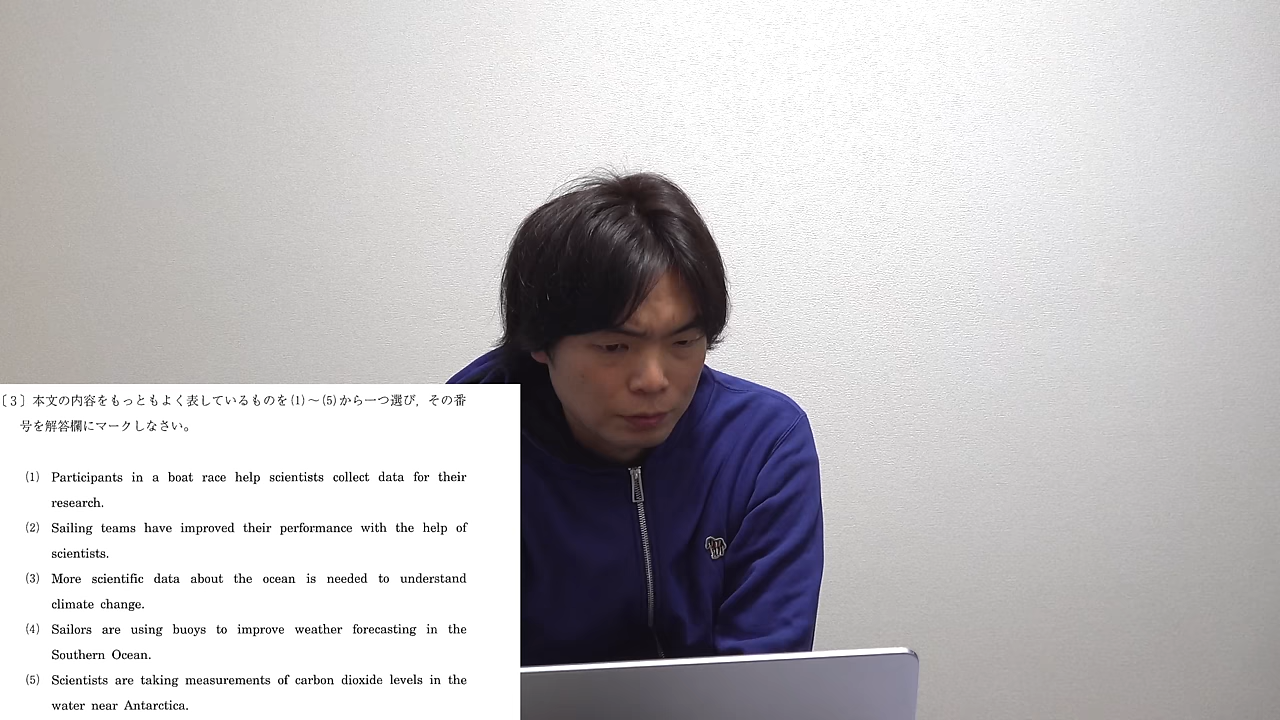 〔3〕本文の内容をもっともよく表しているものを(1)～(5)から一つ選び，その番
号を解答欄にマークしなさい。
(1) Participants in a boat race help scientists collect data for their
research.
(2) Sailing teams have improved their performance with the help of
scientists.
(3) More scientific data about the ocean is needed to understand
climate change.
(4) Sailors are using buoys to improve weather forecasting in the
Southern Ocean.
(5) Scientists are taking measurements of carbon dioxide levels in the
water near Antarctica.